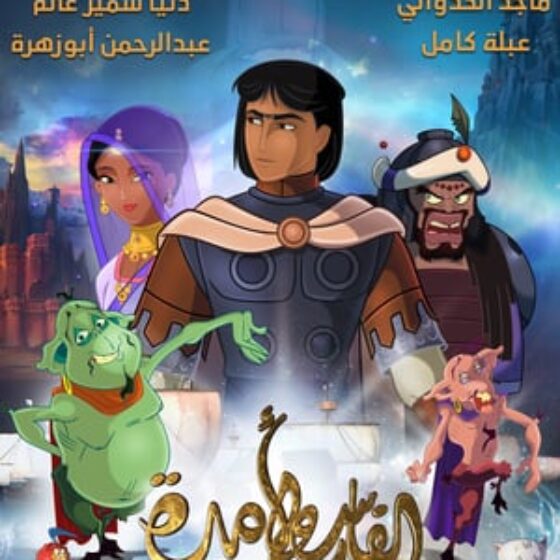 ماجد الكدواني
دنيا سمير غانم
عبلة كامل
عبدالرحمن أبوزهرة
الفارس والأميرة